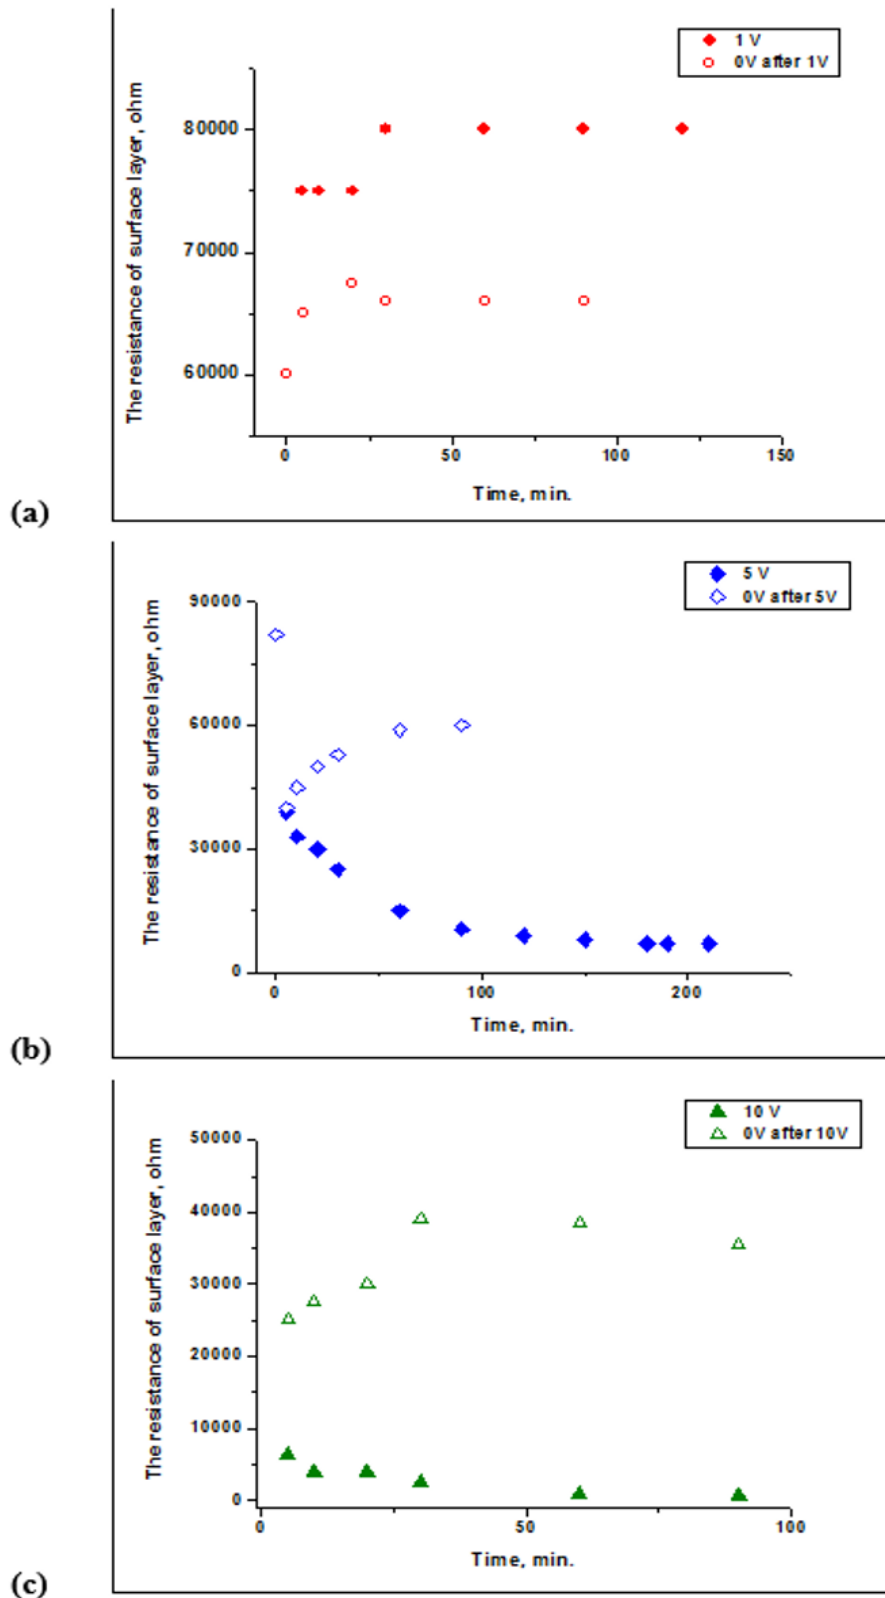 1 V
0V after 1V
The resistance of surface layer, ohm
80000
70000
60000
0
50
100
150
Time, min.
(a)
5 V
0V after 5V
The resistance of surface layer, ohm
90000
60000
30000
0
0
100
200
Time, min.
(b)
10 V
0V after 10V
The resistance of surface layer, ohm
50000
40000
30000
20000
10000
0
0
50
100
Time, min.
(c)